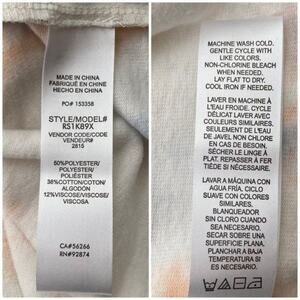 MADE IN CHINA
FABRIQUÉ EN CHINE
HECHO EN CHINA
PO# 153358
STYLE/MODEL#
RS1K89X
VENDOR CODE/CODE
VENDEUR#
2815
50%POLYESTER/
POLYESTER/
POLIÉSTER
38%COTTON/COTON/
ALGODÓN
12%VISCOSE/VISCOSE/
VISCOSA
CA#56266
RN#92874
MACHINE WASH COLD.
GENTLE CYCLE WITH
LIKE COLORS.
NON-CHLORINE BLEACH
WHEN NEEDED.
LAY FLAT TO DRY.
COOL IRON IF NEEDED.
LAVER EN MACHINE À
L'EAU FROIDE. CYCLE
DÉLICAT LAVER AVEC
COULEURS SIMILAIRES.
SEULEMENT DE L'EAU
DE JAVEL NON CHLORE
EN CAS DE BESOIN.
SÉCHER LE LINGE À
PLAT. REPASSER À FER
TIÈDE SI NÉCESSAIRE.
LAVAR A MÁQUINA CON
AGUA FRÍA. CICLO
SUAVE CON COLORES
SIMILARES.
BLANQUEADOR
SIN CLORO CUANDO
SEA NECESARIO.
SECAR SOBRE UNA
SUPERFICIE PLANA.
PLANCHAR A BAJA
TEMPERATURA SI
ES NECESARIO.